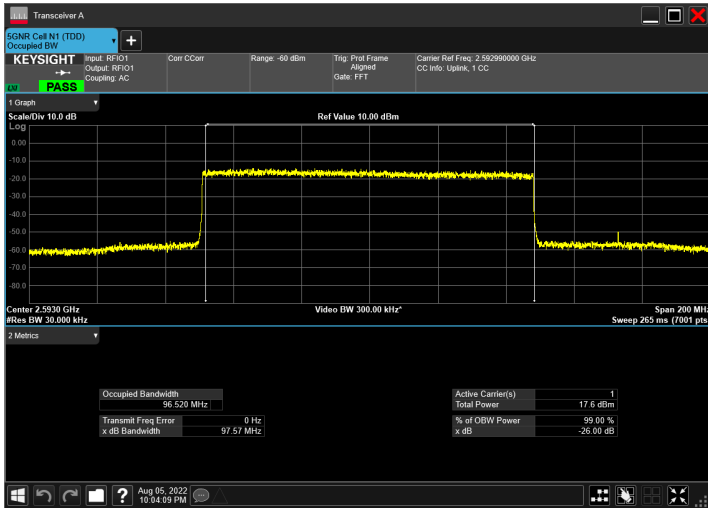 Transceiver A
5GNR Cell N1 (TDD)
Occupied BW
KEYSIGHT
LXI
PASS
Input: RFIO1
Output: RFIO1
Coupling: AC
Corr CCorr
Range: -60 dBm
Trig: Prot Frame
Aligned
Gate: FFT
Carrier Ref Freq: 2.592990000 GHz
CC Info: Uplink, 1 CC
1 Graph
Scale/Div 10.0 dB
Ref Value 10.00 dBm
Log
0.00
-10.0
-20.0
-30.0
-40.0
-50.0
-60.0
-70.0
-80.0
Center 2.5930 GHz
Video BW 300.00 kHz*
Span 200 MHz
#Res BW 30.000 kHz
Sweep 265 ms (7001 pts
2 Metrics
Occupied Bandwidth
96.520 MHz
Transmit Freq Error 0 Hz
x dB Bandwidth 97.57 MHz
Active Carrier(s) 1
Total Power 17.6 dBm
% of OBW Power 99.00 %
x dB -26.00 dB
?
Aug 05, 2022
10:04:09 PM